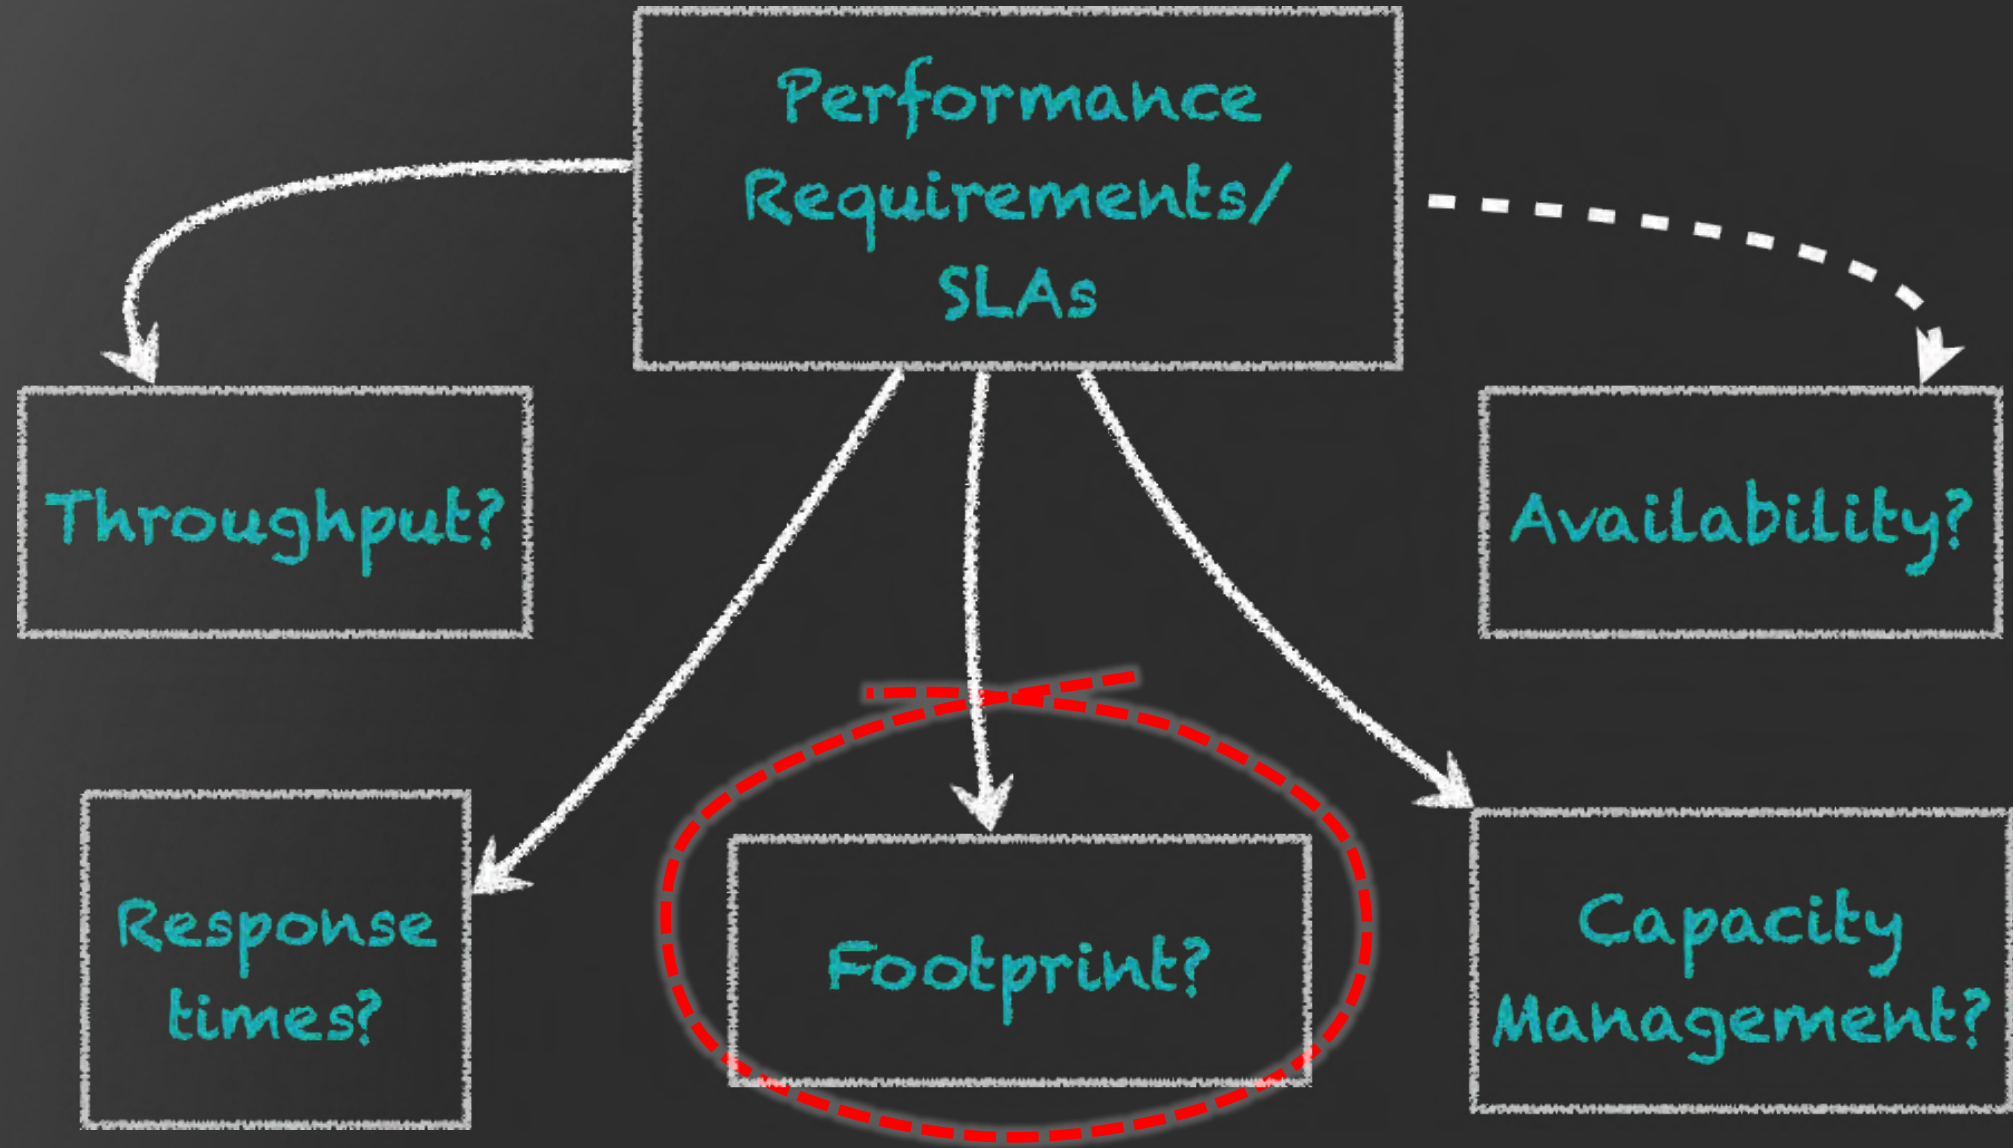 Performance
Requirements/
SLAs
Throughput?
Availability?
Response
times?
Footprint?
Capacity
Management?